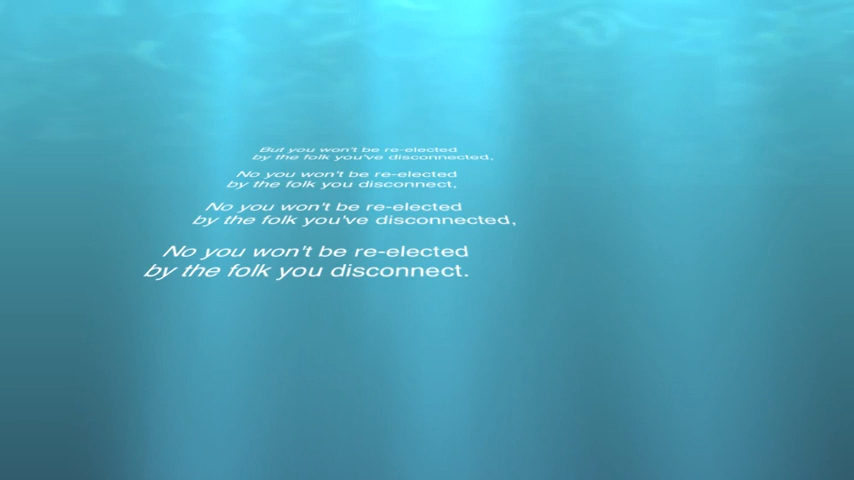 But you won't be re-elected
by the folk you've disconnected,
No you won't be re-elected
by the folk you disconnect,
No you won't be re-elected
by the folk you've disconnected,
No you won't be re-elected
by the folk you disconnect.